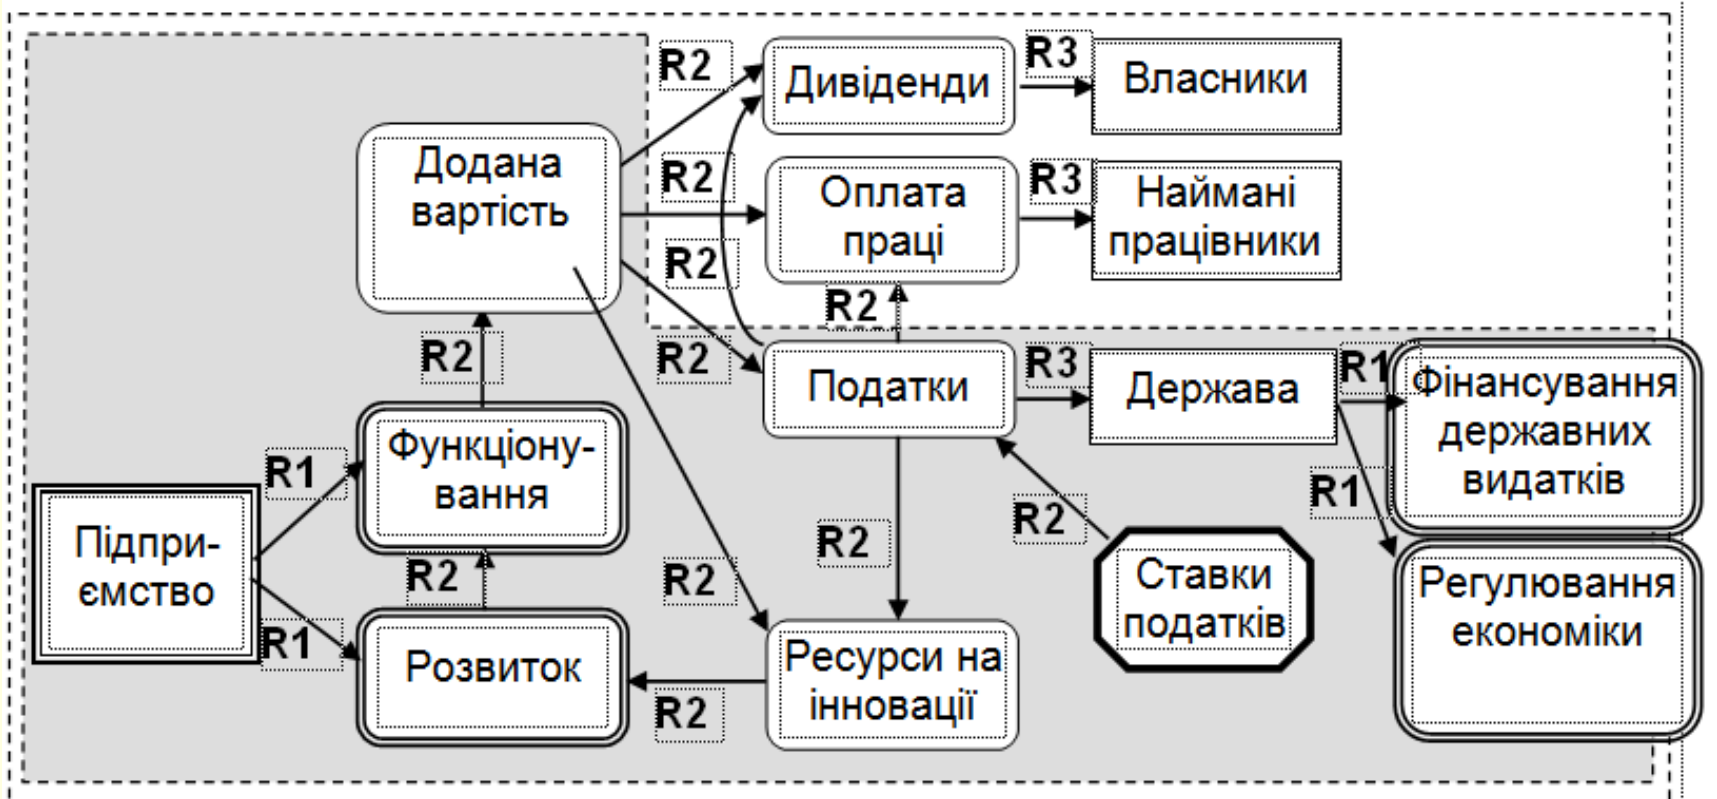 R2
Дивіденди
R3
Власники
Додана
вартість
R2
Оплата
праці
R3
Наймані
працівники
R2
R2
R2
R2
Податки
R3
Держава
R1
Фінансування
державних
видатків
R1
Функціону-
вання
R1
Підпри-
ємство
R2
R2
R2
Ставки
податків
Регулювання
економіки
R2
R1
Розвиток
R2
Ресурси на
інновації